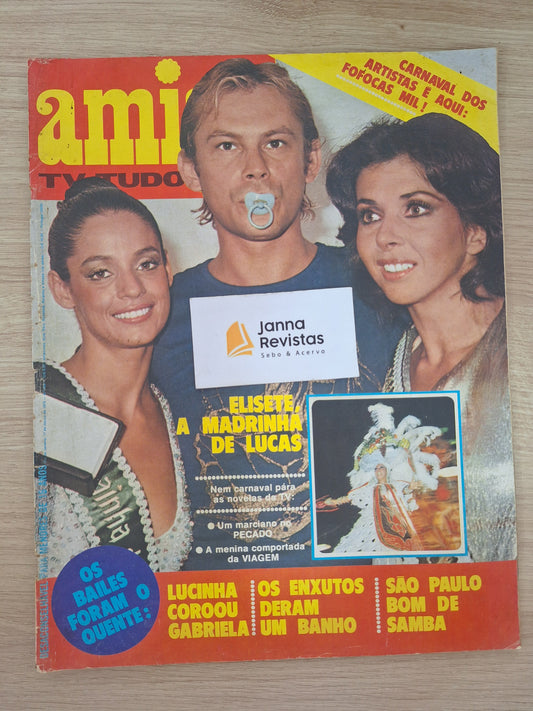 ami
TV TUDO
CARNAVAL DOS
ARTISTAS É AQUI:
FOFOCAS MIL!
Janna
Revistas
Sebo & Acervo
ELISETE,
A MADRINHA
DE LUCAS
Nem carnaval pára
as novelas da TV:
● Um marciano no
PECADO
● A menina comportada
da VIAGEM
OS
BAILES
FORAM O
QUENTE:
LUCINHA
COROOU
GABRIELA
OS ENXUTOS
DERAM
UM BANHO
SÃO PAULO
BOM DE
SAMBA